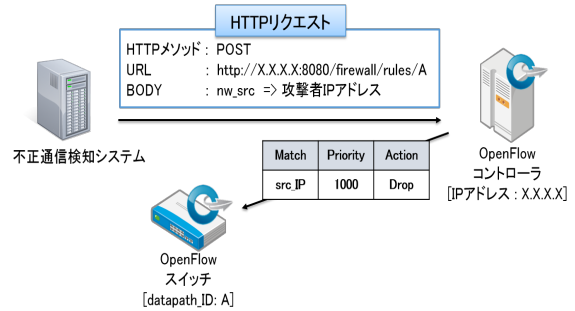 HTTPリクエスト
HTTPメソッド : POST
URL : http://X.X.X.X:8080/firewall/rules/A
BODY : nw_src => 攻撃者IPアドレス
不正通信検知システム
Match Priority Action
src_IP 1000 Drop
OpenFlow
コントローラ
[IPアドレス : X.X.X.X]
OpenFlow
スイッチ
[datapath_ID: A]